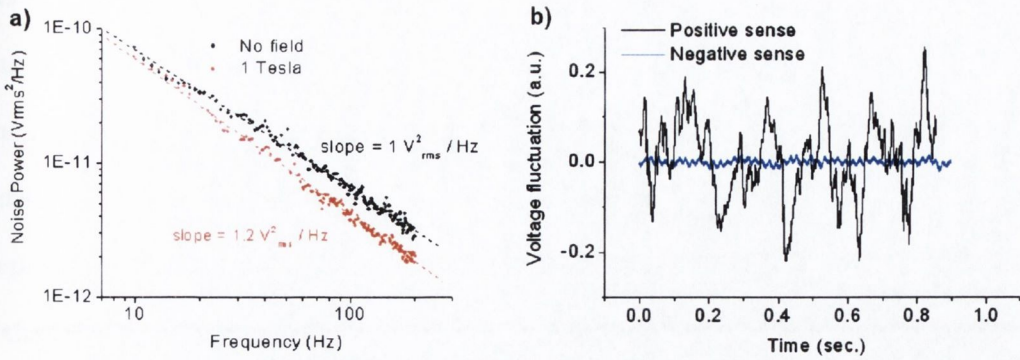 a)
1E-10
1E-11
1E-12
Noise Power (Vrms²/Hz)
No field
1 Tesla
slope = 1 V²rms / Hz
slope = 1.2 V²rms / Hz
10
100
Frequency (Hz)
b)
Positive sense
Negative sense
0.2
0.0
-0.2
Voltage fluctuation (a.u.)
0.0
0.2
0.4
0.6
0.8
1.0
Time (sec.)